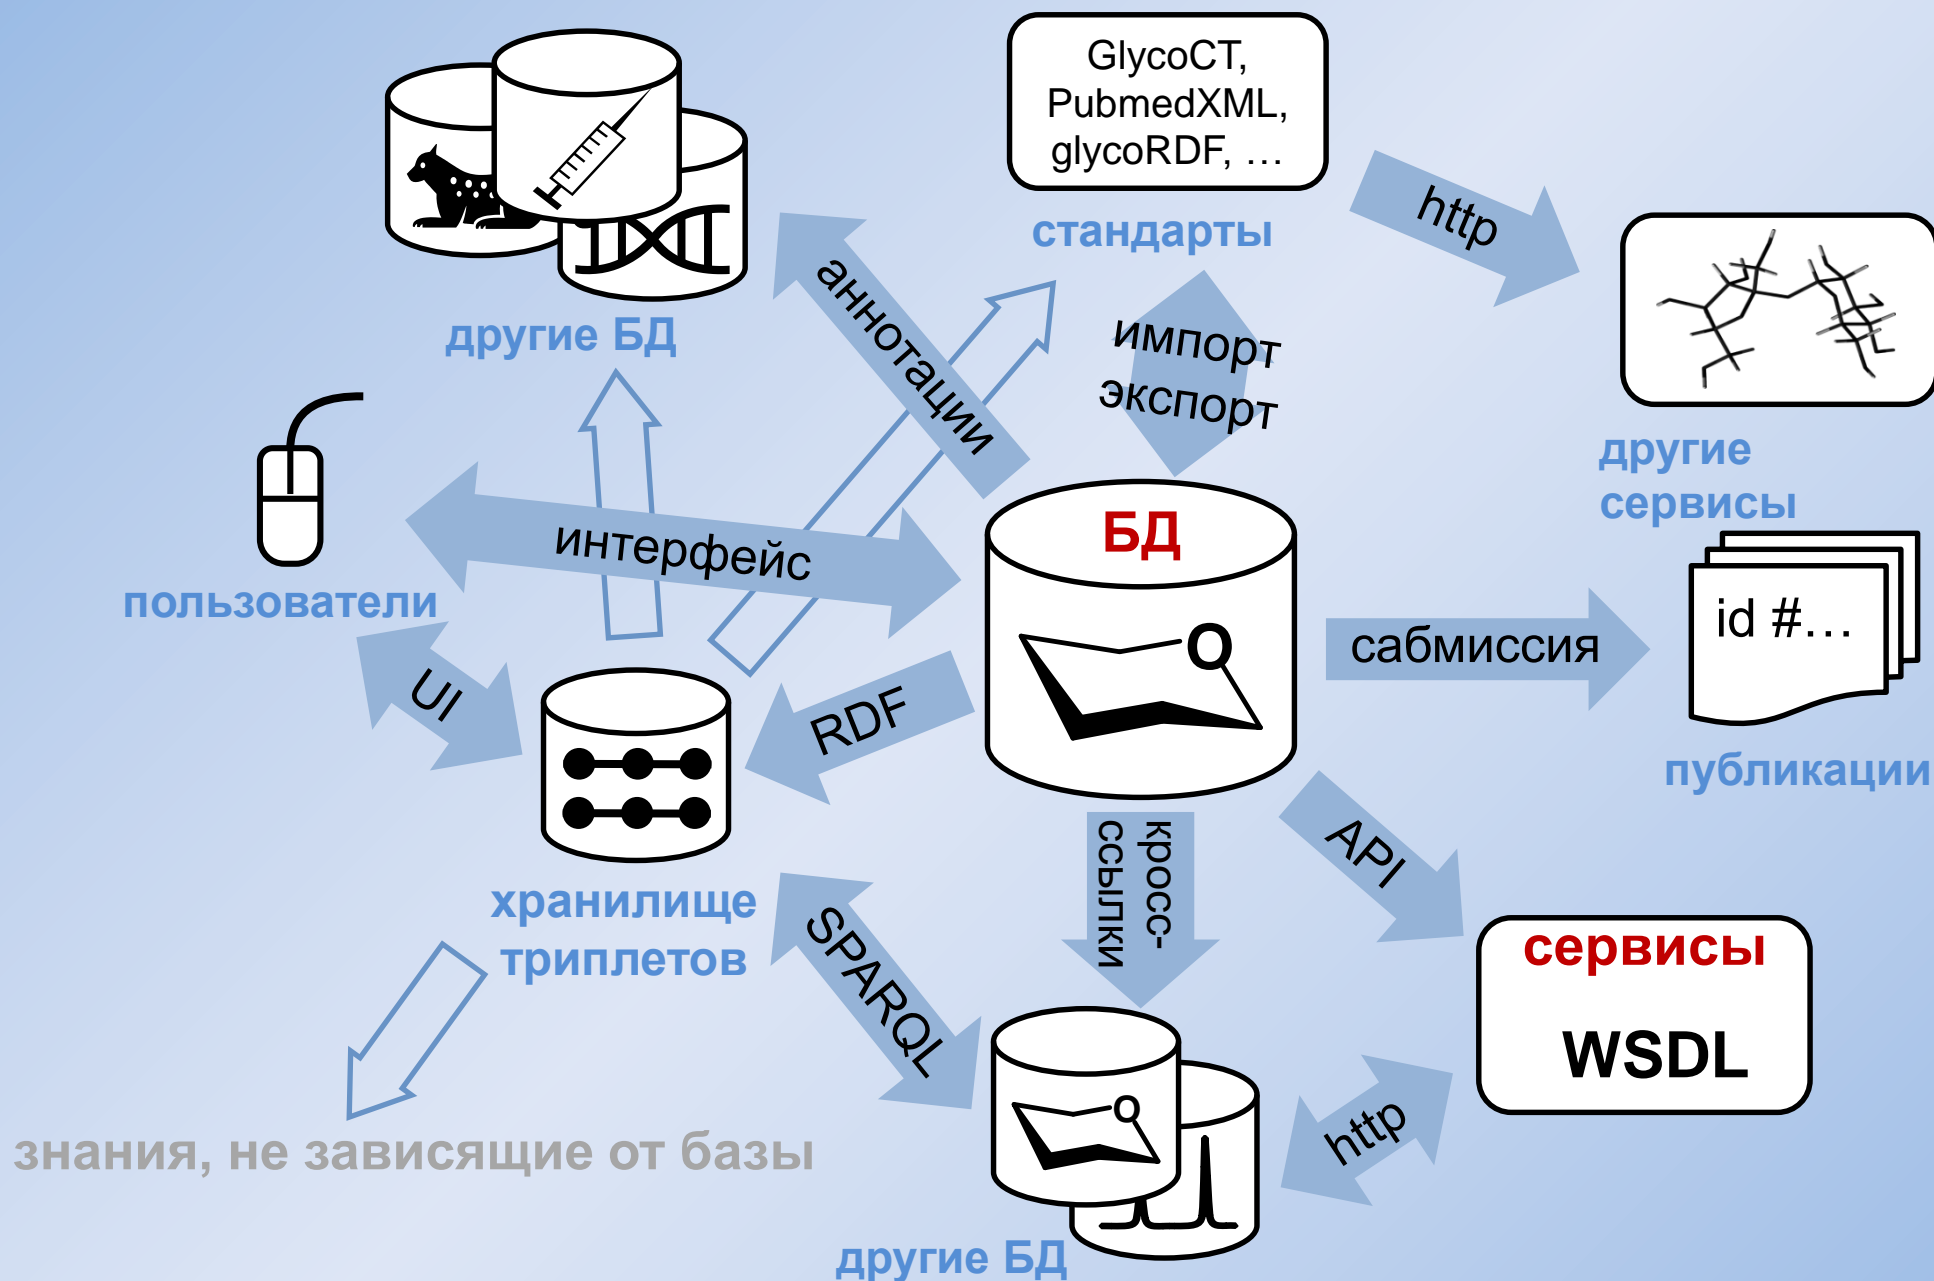 GlycoCT,
PubmedXML,
glycoRDF, …
стандарты
http
другие БД
аннотации
импорт
экспорт
другие
сервисы
БД
интерфейс
пользователи
O
id #…
сабмиссия
UI
RDF
публикации
кросс-
ссылки
API
хранилище
триплетов
SPARQL
сервисы
WSDL
O
http
знания, не зависящие от базы
другие БД